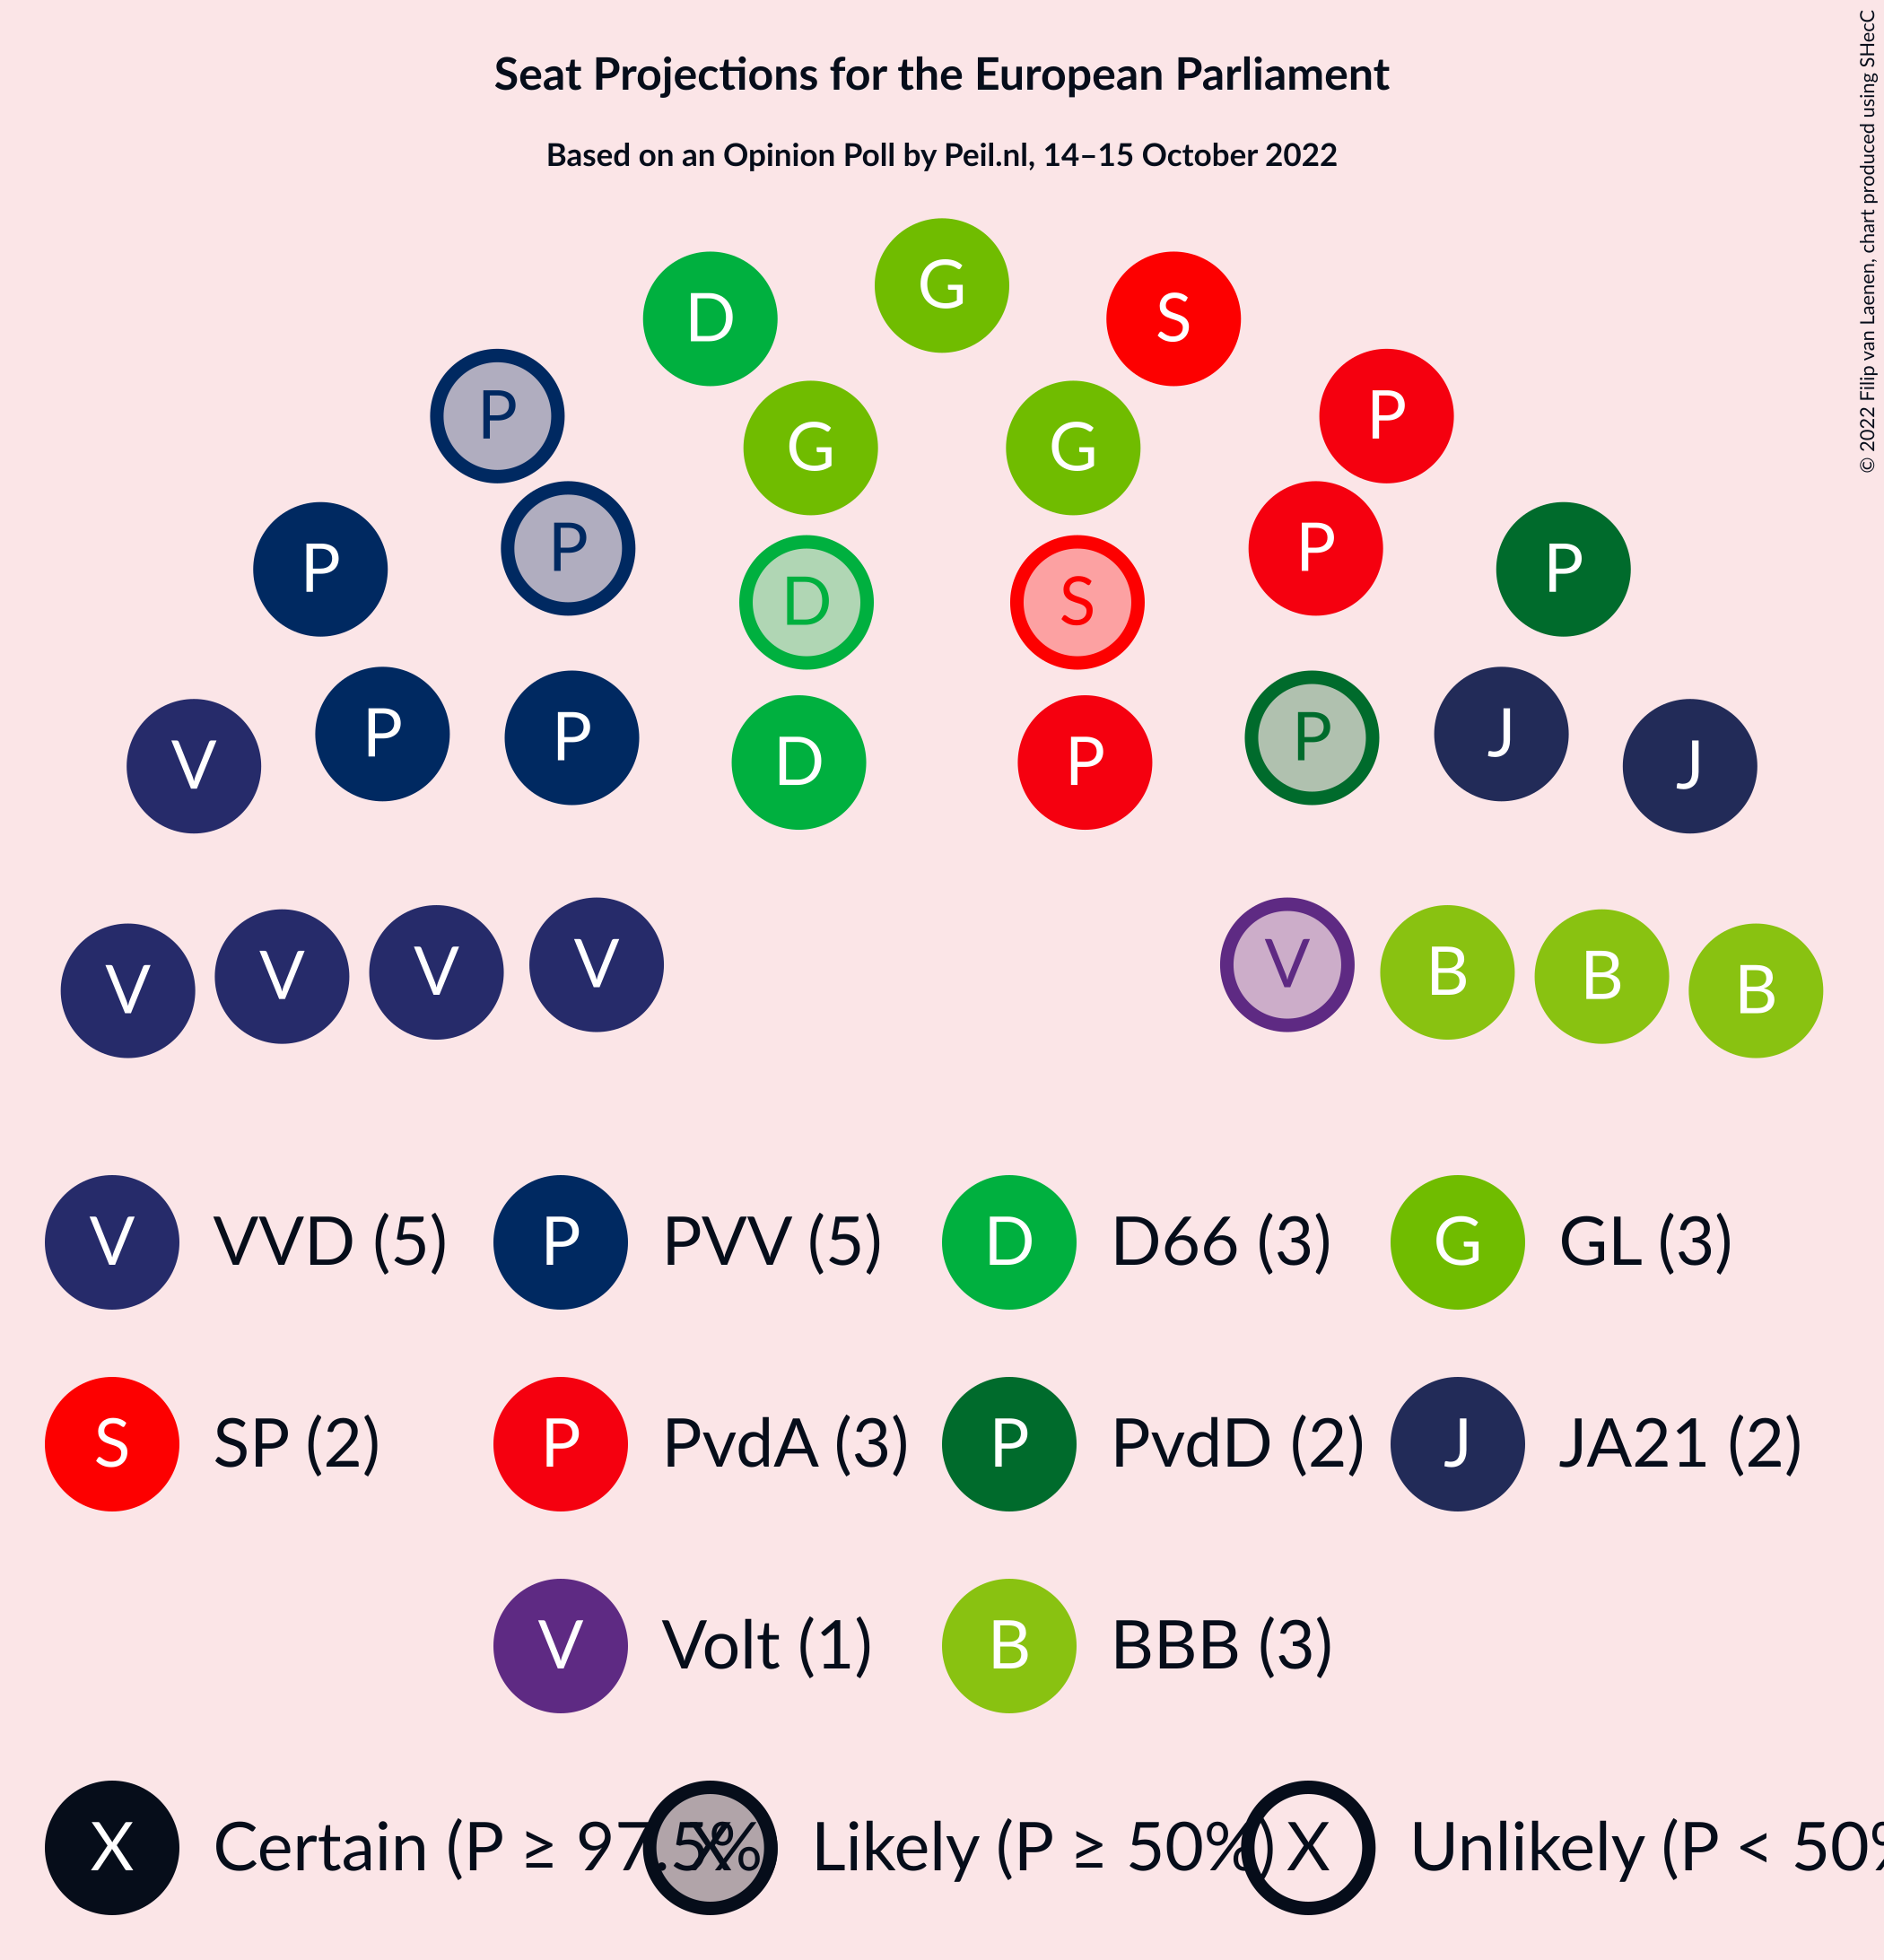 Seat Projections for the European Parliament
Based on an Opinion Poll by Peil.nl, 14–15 October 2022
© 2022 Filip van Laenen, chart produced using SHecC
G
D S
P P
G G
P P
P P
D S
V P J J
P P
D P
V V V V V B B B
V VVD (5) P PVV (5) D D66 (3) G GL (3)
S SP (2) P PvdA (3) P PvdD (2) J JA21 (2)
V Volt (1) B BBB (3)
X Certain (P ≥ 97.5% X Likely (P ≥ 50%) X Unlikely (P < 50%